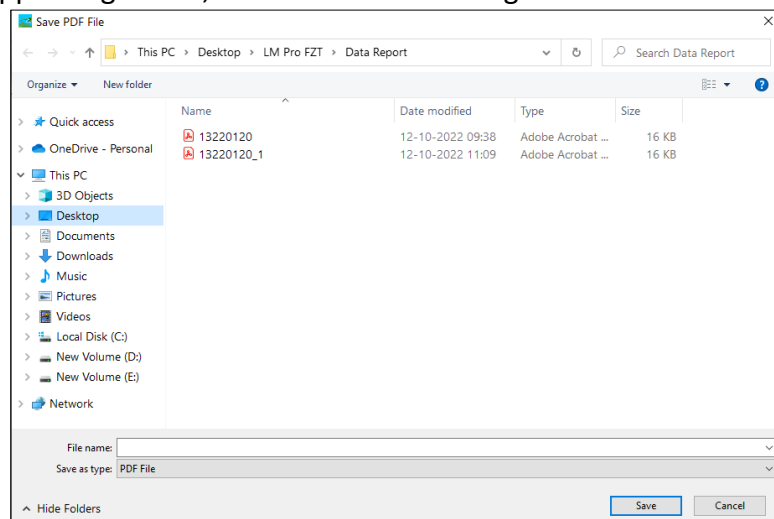 Save PDF File
This PC > Desktop > LM Pro FZT > Data Report
Search Data Report
Organize
New folder
Name Date modified Type Size
Quick access
OneDrive - Personal
This PC
3D Objects
Desktop
Documents
Downloads
Music
Pictures
Videos
Local Disk (C:)
New Volume (D:)
New Volume (E:)
Network
13220120 12-10-2022 09:38 Adobe Acrobat ... 16 KB
13220120_1 12-10-2022 11:09 Adobe Acrobat ... 16 KB
File name:
Save as type: PDF File
Hide Folders
Save Cancel